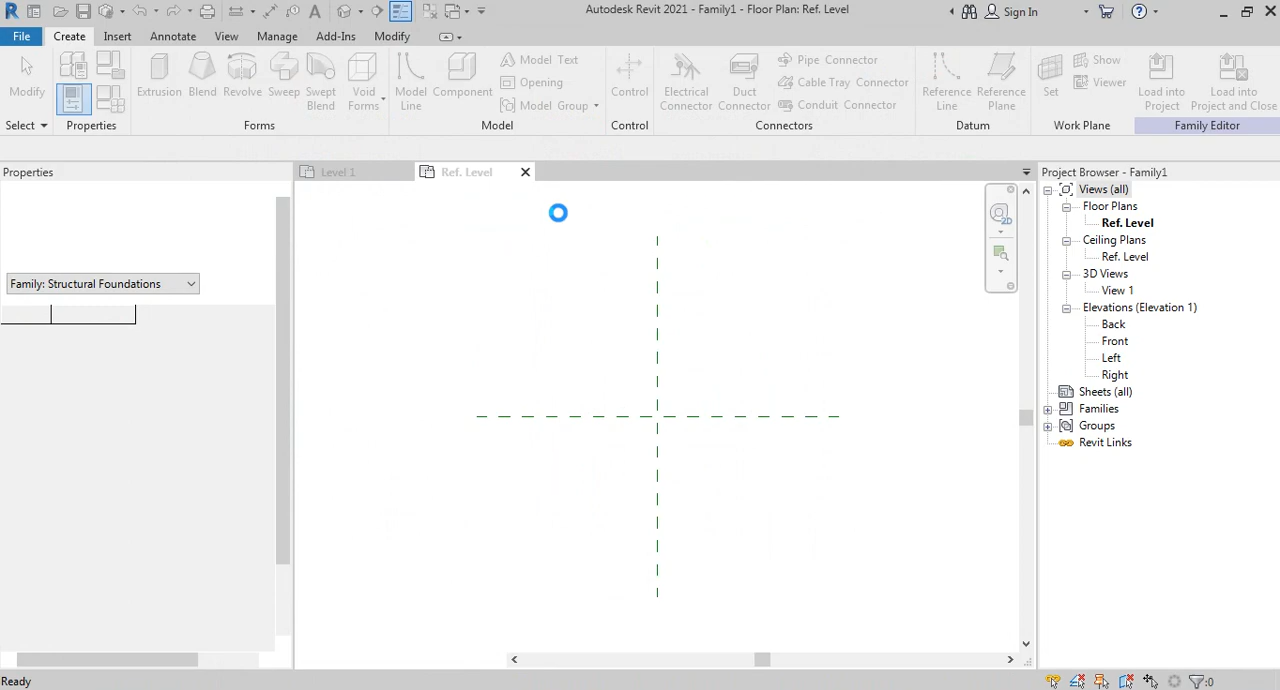 Autodesk Revit 2021 - Family1 - Floor Plan: Ref. Level
Sign In
File Create Insert Annotate View Manage Add-Ins Modify
Modify
Extrusion Blend Revolve Sweep Swept Blend Void Forms
Model Line Component Model Text Opening Model Group
Control
Electrical Connector Duct Connector Pipe Connector Cable Tray Connector Conduit Connector
Reference Line Reference Plane
Set Show Viewer
Load into Project Load into Project and Close
Select Properties Forms Model Control Connectors Datum Work Plane Family Editor
Properties
Level 1
Ref. Level
Project Browser - Family1
Family: Structural Foundations
2D
Views (all)
Floor Plans
Ref. Level
Ceiling Plans
Ref. Level
3D Views
View 1
Elevations (Elevation 1)
Back
Front
Left
Right
Sheets (all)
Families
Groups
Revit Links
Ready
:0